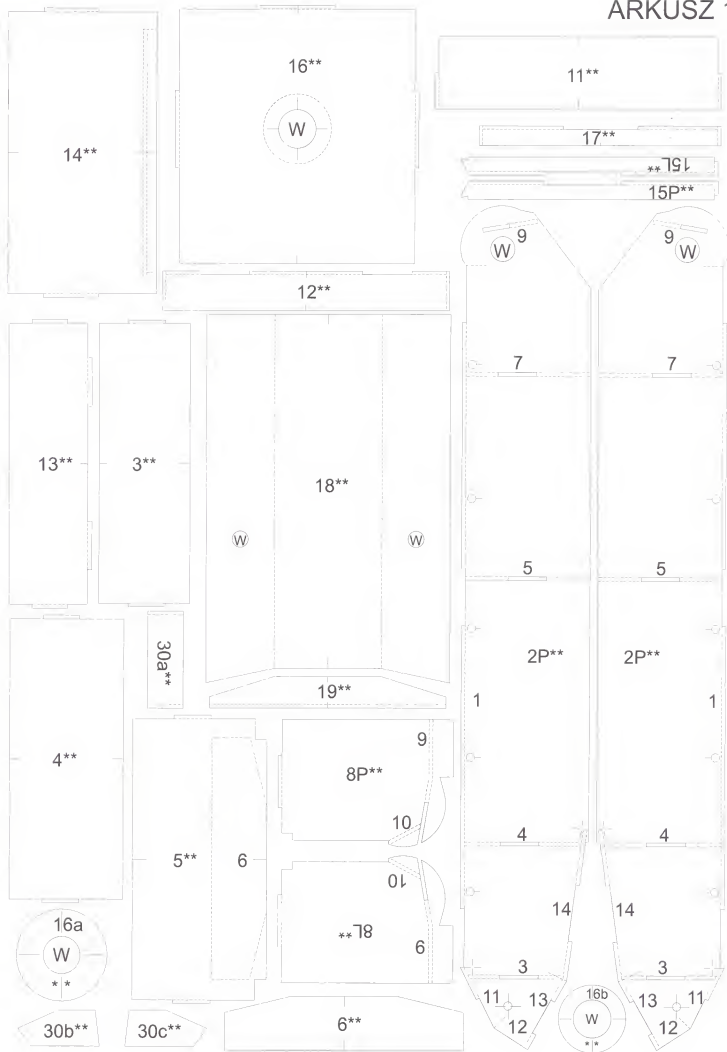 ARKUSZ 1
16**
W
11**
14**
17**
15L**
15P**
9
W
9
W
12**
7
7
13**
3**
18**
W
W
5
5
30a**
2P**
2P**
19**
1
1
9
8P**
4**
10
4
4
5**
6
10
8L**
9
14
14
16a
W
**
3
3
11
13
12
16b
W
**
13
11
12
30b**
30c**
6**